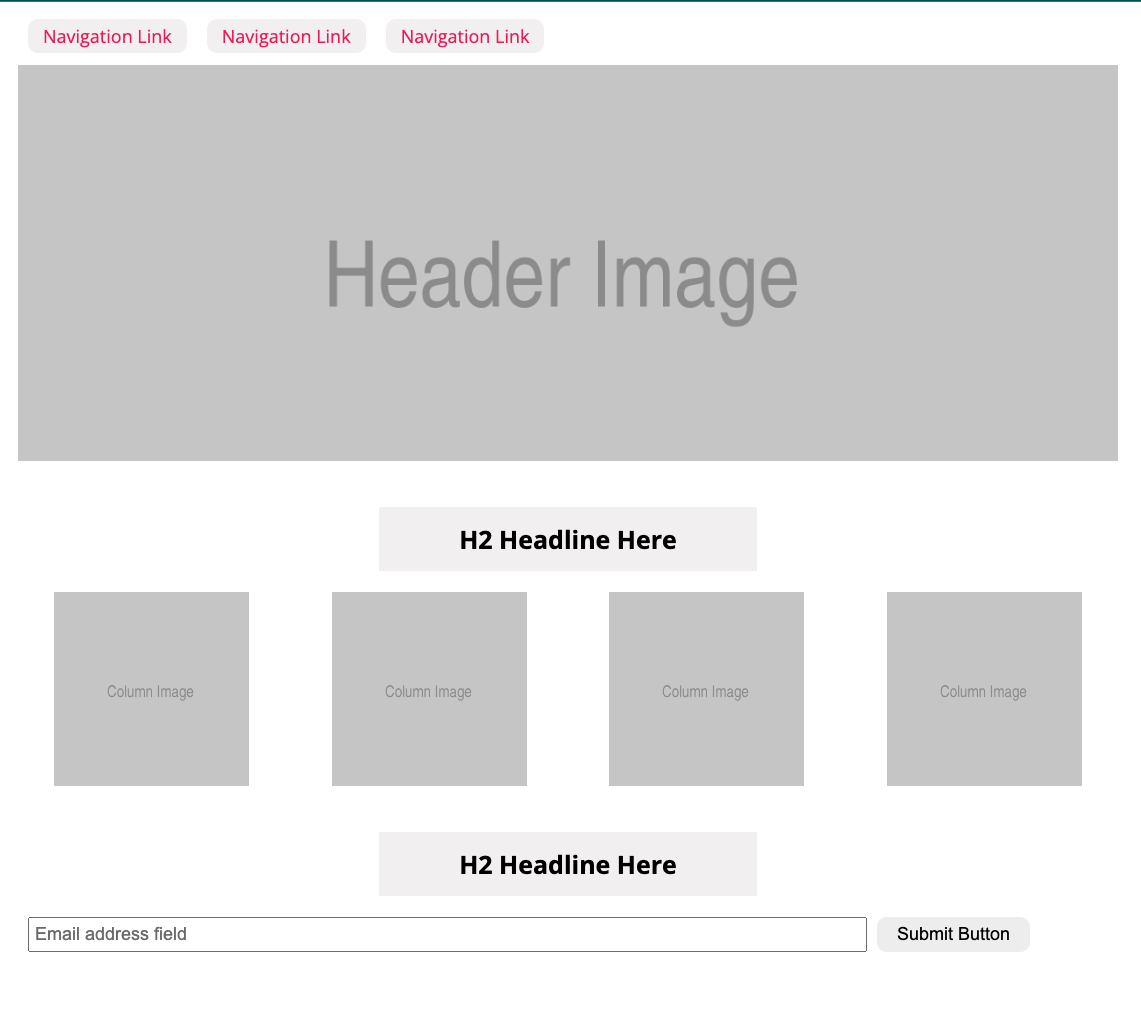 Navigation Link Navigation Link Navigation Link
Header Image
H2 Headline Here
Column Image Column Image Column Image Column Image
H2 Headline Here
Email address field Submit Button